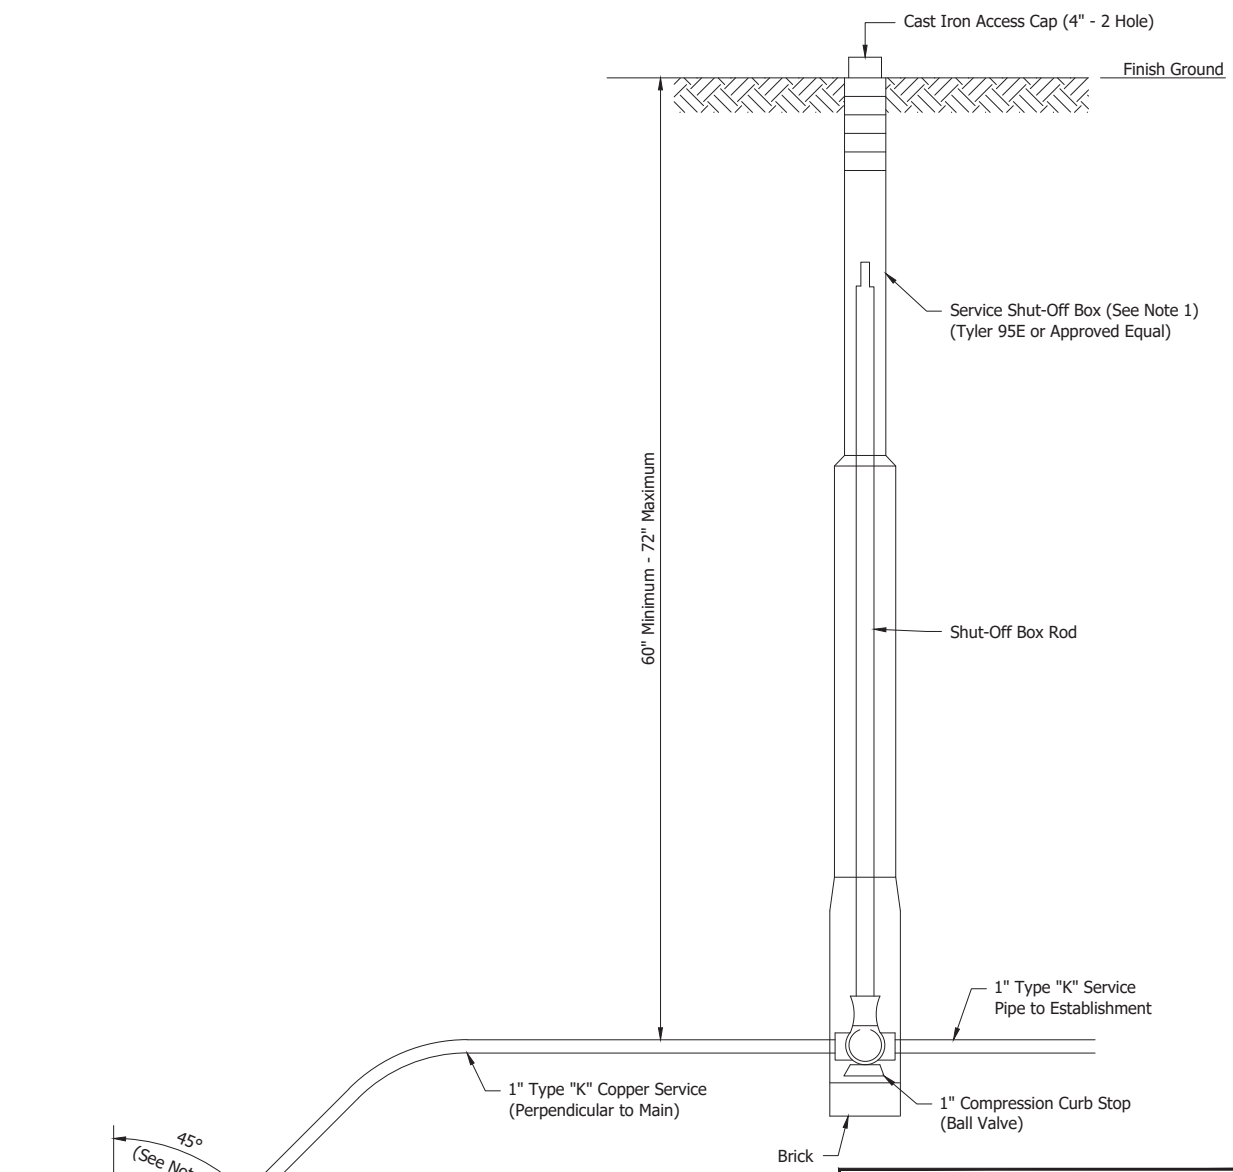 Cast Iron Access Cap (4" - 2 Hole)
Finish Ground
Service Shut-Off Box (See Note 1)
(Tyler 95E or Approved Equal)
60" Minimum - 72" Maximum
Shut-Off Box Rod
1" Type "K" Service
Pipe to Establishment
1" Type "K" Copper Service
(Perpendicular to Main)
1" Compression Curb Stop
(Ball Valve)
45°
(See
Brick